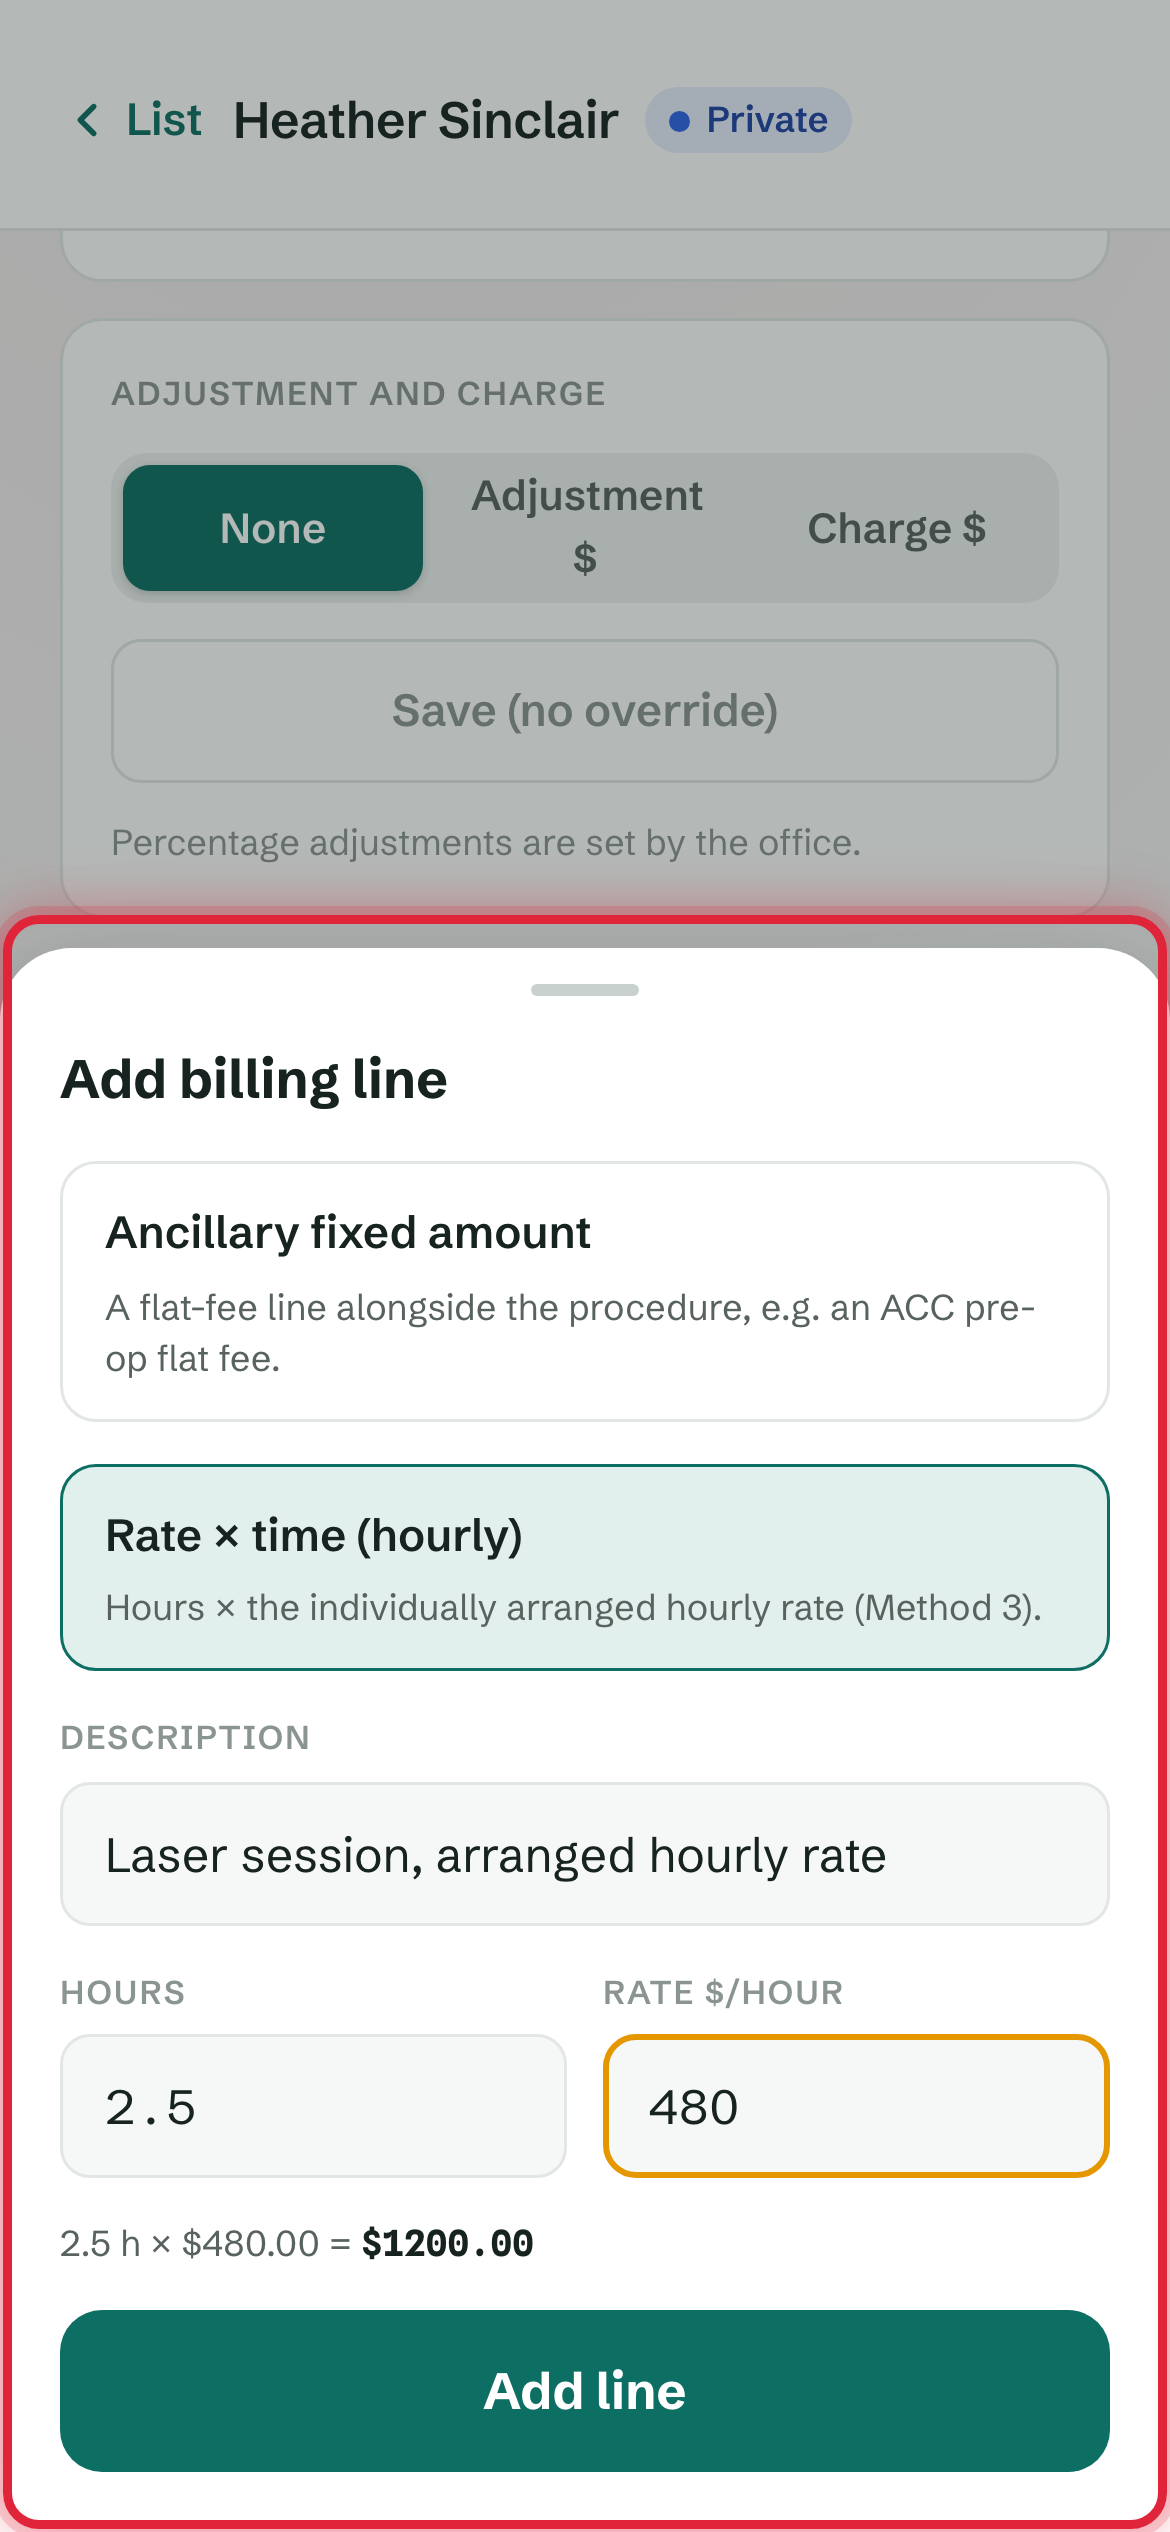 List Heather Sinclair Private
ADJUSTMENT AND CHARGE
None
Adjustment
$
Charge $
Save (no override)
Percentage adjustments are set by the office.
Add billing line
Ancillary fixed amount
A flat-fee line alongside the procedure, e.g. an ACC pre-
op flat fee.
Rate × time (hourly)
Hours × the individually arranged hourly rate (Method 3).
DESCRIPTION
Laser session, arranged hourly rate
HOURS
RATE $/HOUR
2.5
480
2.5 h × $480.00 = $1200.00
Add line